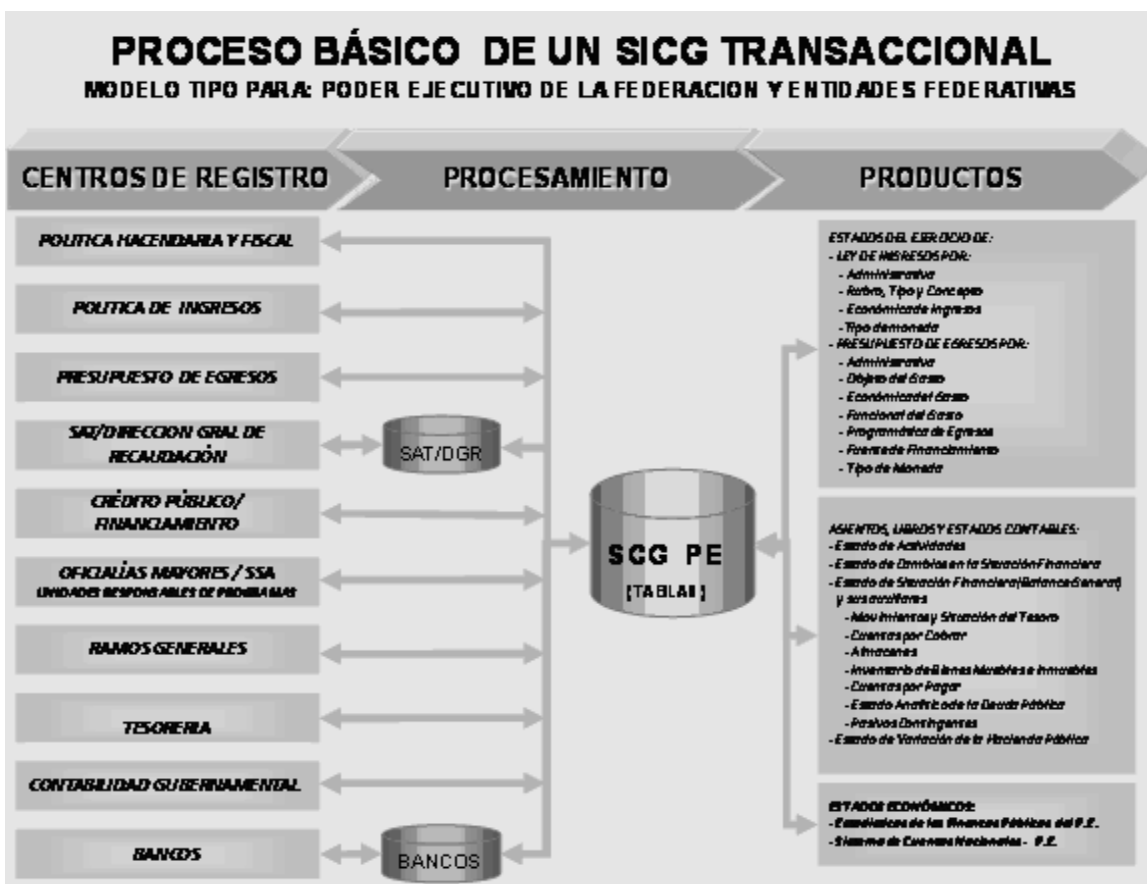 PROCESO BÁSICO DE UN SICG TRANSACCIONAL
MODELO TIPO PARA: PODER EJECUTIVO DE LA FEDERACION Y ENTIDADES FEDERATIVAS
CENTROS DE REGISTRO
PROCESAMIENTO
PRODUCTOS
POLITICA HACENDARIA Y FISCAL
POLITICA DE INGRESOS
PRESUPUESTO DE EGRESOS
SAT/DIRECCION GRAL DE
RECAUDACIÓN
CRÉDITO PÚBLICO/
FINANCIAMIENTO
OFICIALÍAS MAYORES / SSA
UNIDADES RESPONSABLES DE PROGRAMAS
RAMOS GENERALES
TESORERIA
CONTABILIDAD GUBERNAMENTAL
BANCOS
SAT/DGR
BANCOS
SCG PE
ESTADOS DEL EJERCICIO DE:
- LEY DE INGRESOS POR:
- Administrativa
- Rubro, Tipo y Concepto
- Económica de Ingresos
- Tipo de moneda
- PRESUPUESTO DE EGRESOS POR:
- Administrativa
- Objeto del Gasto
- Económica del Gasto
- Funcional del Gasto
- Programática de Egresos
- Fuente de Financiamiento
- Tipo de Moneda
ASIENTOS, LIBROS Y ESTADOS CONTABLES:
- Estado de Actividades
- Estado de Cambios en la Situación Financiera
- Estado de Situación Financiera (Balance General)
y sus auxiliares
- Movimientos y Situación del Tesoro
- Cuentas por Cobrar
- Almacenes
- Inventario de Bienes Muebles e Inmuebles
- Cuentas por Pagar
- Estado Analítico de la Deuda Pública
- Pasivos Contingentes
- Estado de Variación de la Hacienda Pública
ESTADOS ECONÓMICOS:
- Estadísticas de las Finanzas Públicas del P.E.
- Sistema de Cuentas Nacionales - P.E.